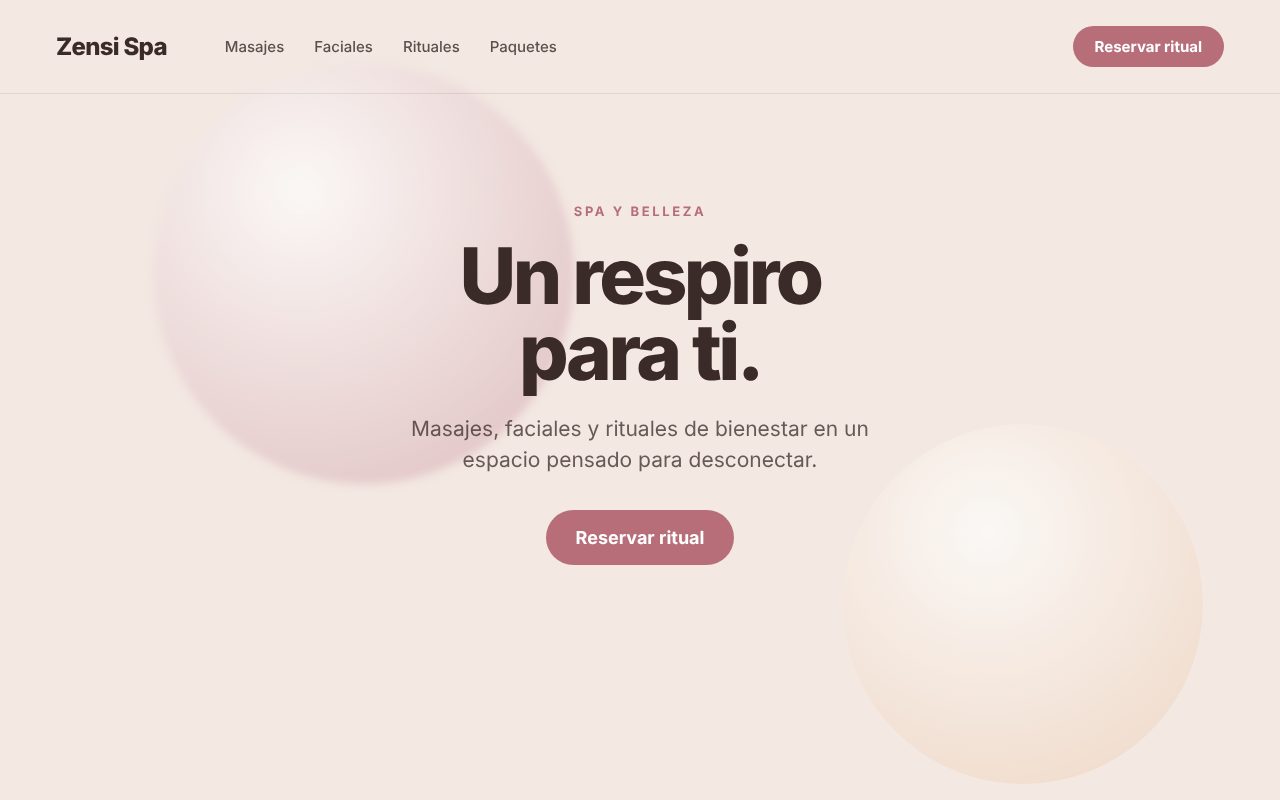 Zensi Spa
Masajes
Faciales
Rituales
Paquetes
Reservar ritual
SPA Y BELLEZA
Un respiro
para ti.
Masajes, faciales y rituales de bienestar en un
espacio pensado para desconectar.
Reservar ritual